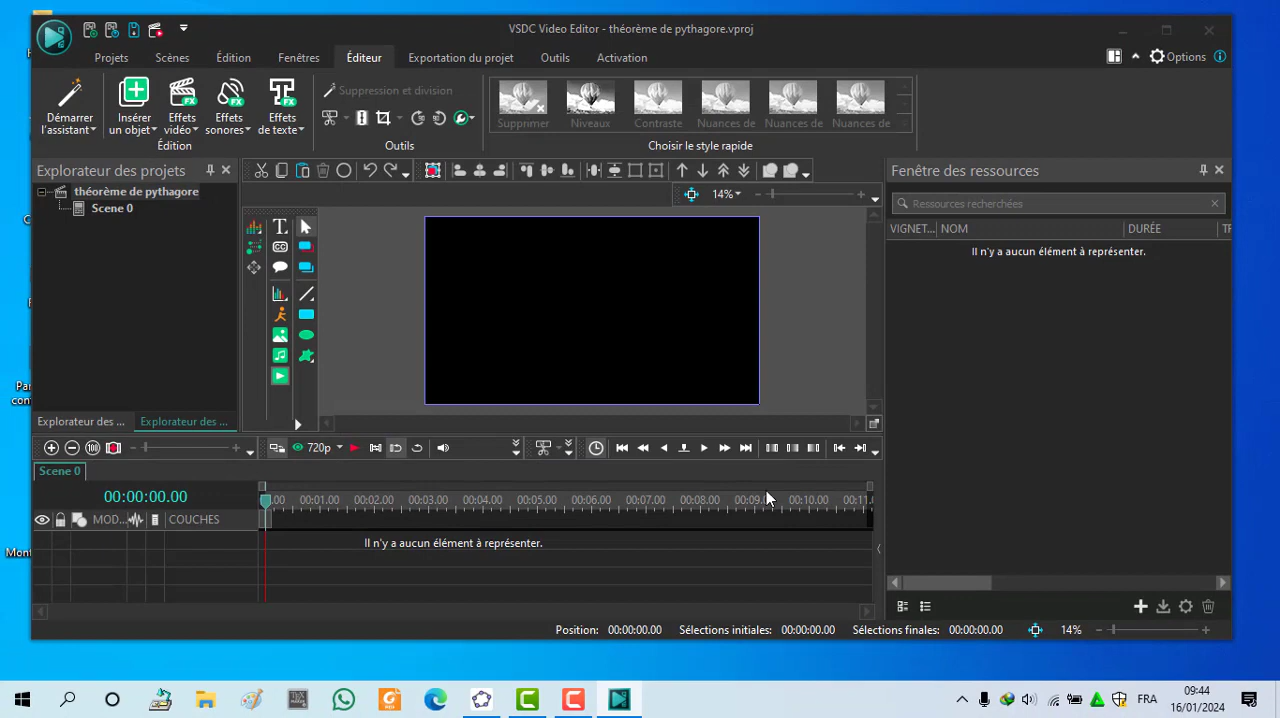 VSDC Video Editor - théorème de pythagore.vproj
Projets
Scènes
Édition
Fenêtres
Éditeur
Exportation du projet
Outils
Activation
Options
Démarrer l'assistant
Insérer un objet
Effets vidéo
Effets sonores
Effets de texte
Suppression et division
Supprimer
Niveaux
Contraste
Nuances de
Nuances de
Nuances de
Édition
Outils
Choisir le style rapide
Explorateur des projets
Fenêtre des ressources
théorème de pythagore
Scene 0
14%
Ressources recherchées
VIGNET... NOM DURÉE
Il n'y a aucun élément à représenter.
Explorateur des ...
Explorateur des ...
720p
Scene 0
00:00:00.00
.00 00:01.00 00:02.00 00:03.00 00:04.00 00:05.00 00:06.00 00:07.00 00:08.00 00:10.00
MOD...
COUCHES
Il n'y a aucun élément à représenter.
Position: 00:00:00.00 Sélections initiales: 00:00:00.00 Sélections finales: 00:00:00.00 14%
FRA
09:44
16/01/2024